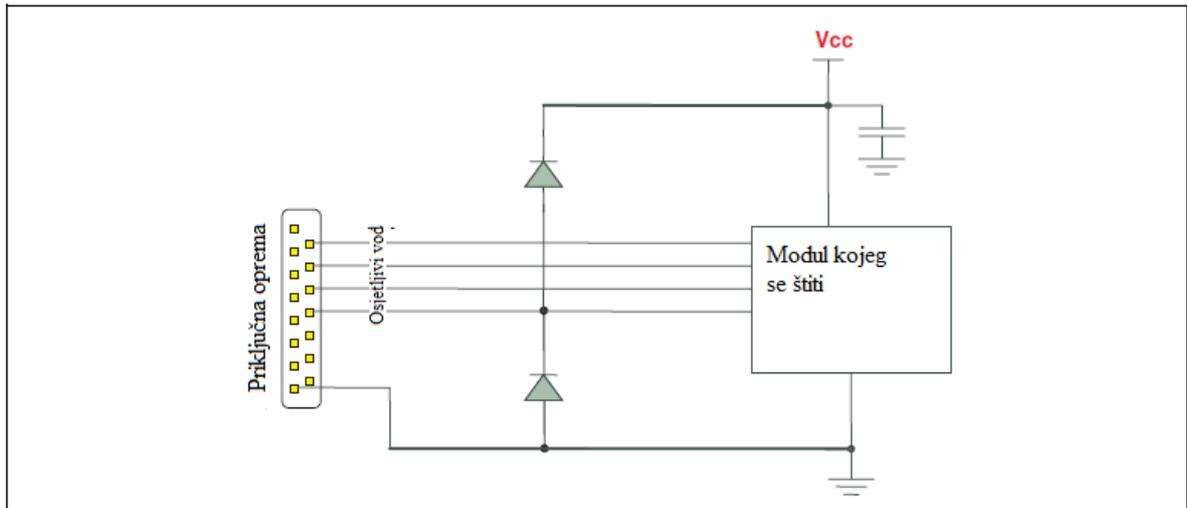 Vcc
Priključna oprema
Osjetljivi vod
Modul kojeg
se štiti